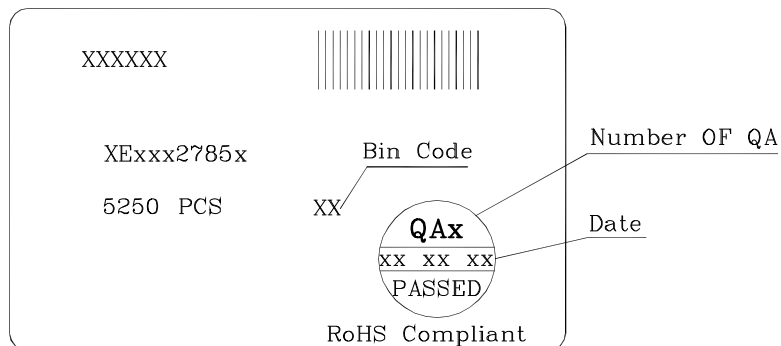 XXXXXX
XExxx2785x
Bin Code
Number OF QA
5250 PCS
XX
QAx
Date
xx xx xx
PASSED
RoHS Compliant